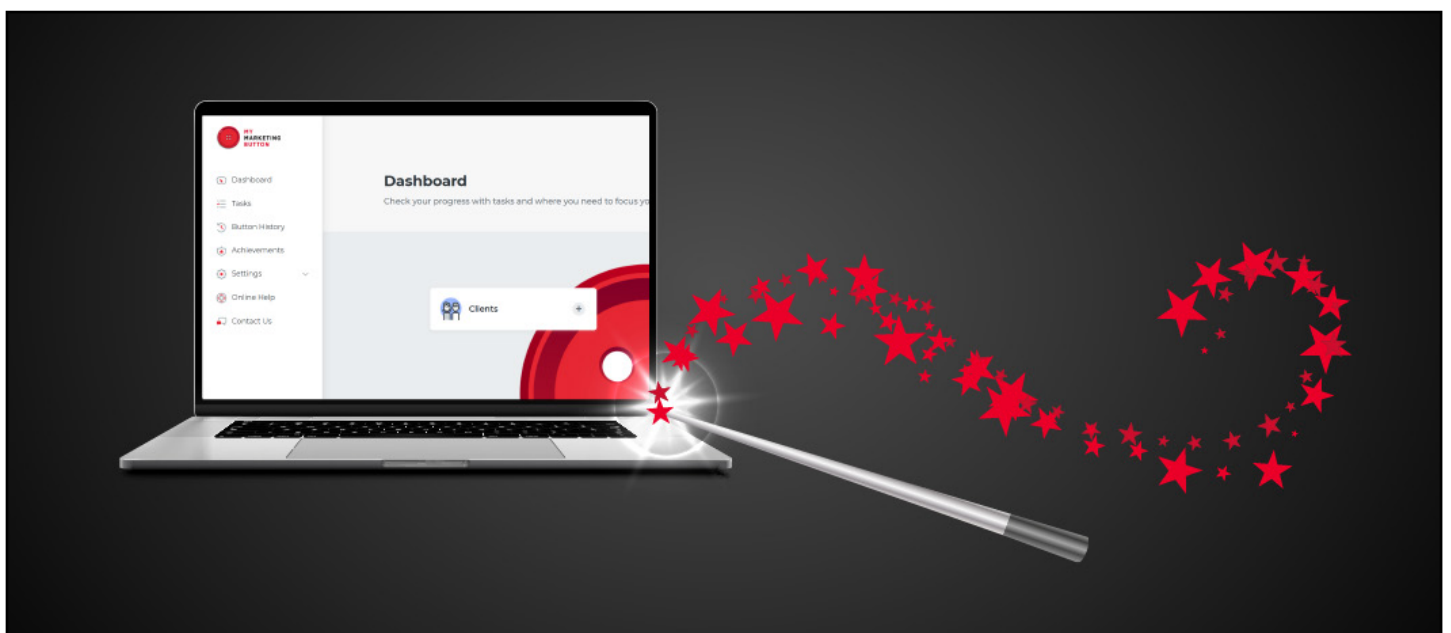 MY
MARKETING
BUTTON
Dashboard
Tasks
Button History
Achievements
Settings
Online Help
Contact Us
Dashboard
Check your progress with tasks and where you need to focus yo
Clients